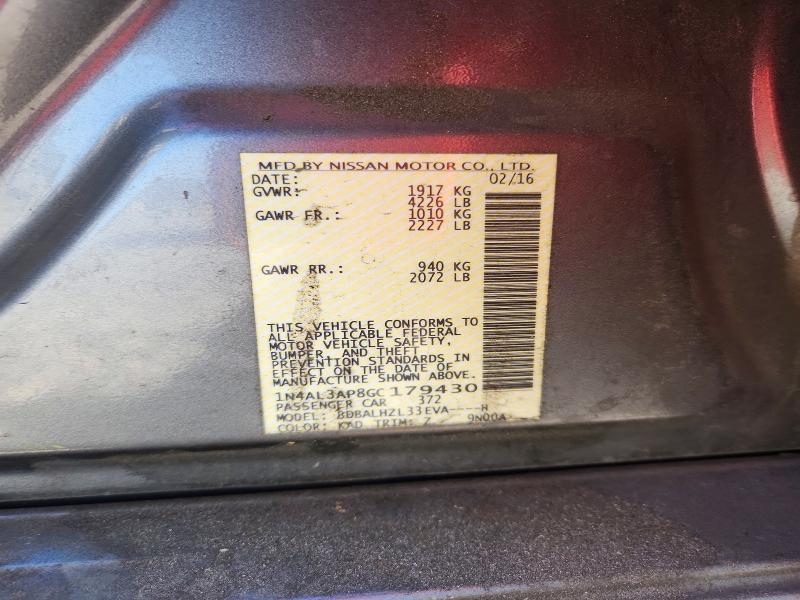 MFD BY NISSAN MOTOR CO., LTD.
DATE: 02/16
GVWR: 1917 KG
4226 LB
GAWR FR.: 1010 KG
2227 LB
GAWR RR.: 940 KG
2072 LB
THIS VEHICLE CONFORMS TO
ALL APPLICABLE FEDERAL
MOTOR VEHICLE SAFETY,
BUMPER, AND THEFT
PREVENTION STANDARDS IN
EFFECT ON THE DATE OF
MANUFACTURE SHOWN ABOVE.
1N4AL3AP8GC179430
PASSENGER CAR 372
MODEL: BDBALHZL33EVA----H
COLOR: KAD TRIM: Z 9N00A